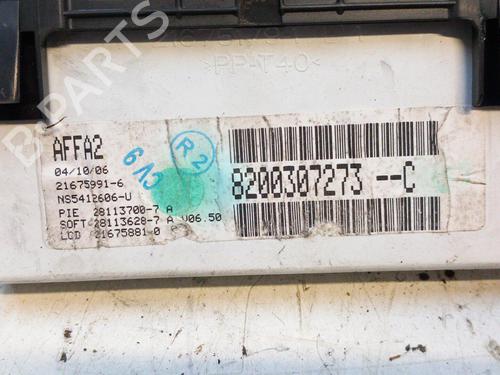 >PP-T40<
AFFA2
04/10/06
21675991-6
NS5412606-U
PIE 28113700-7 A
SOFT 28113628-7 A V06.50
LCD 21675881-0
R2
6V5
8200307273 --C
B-PARTS